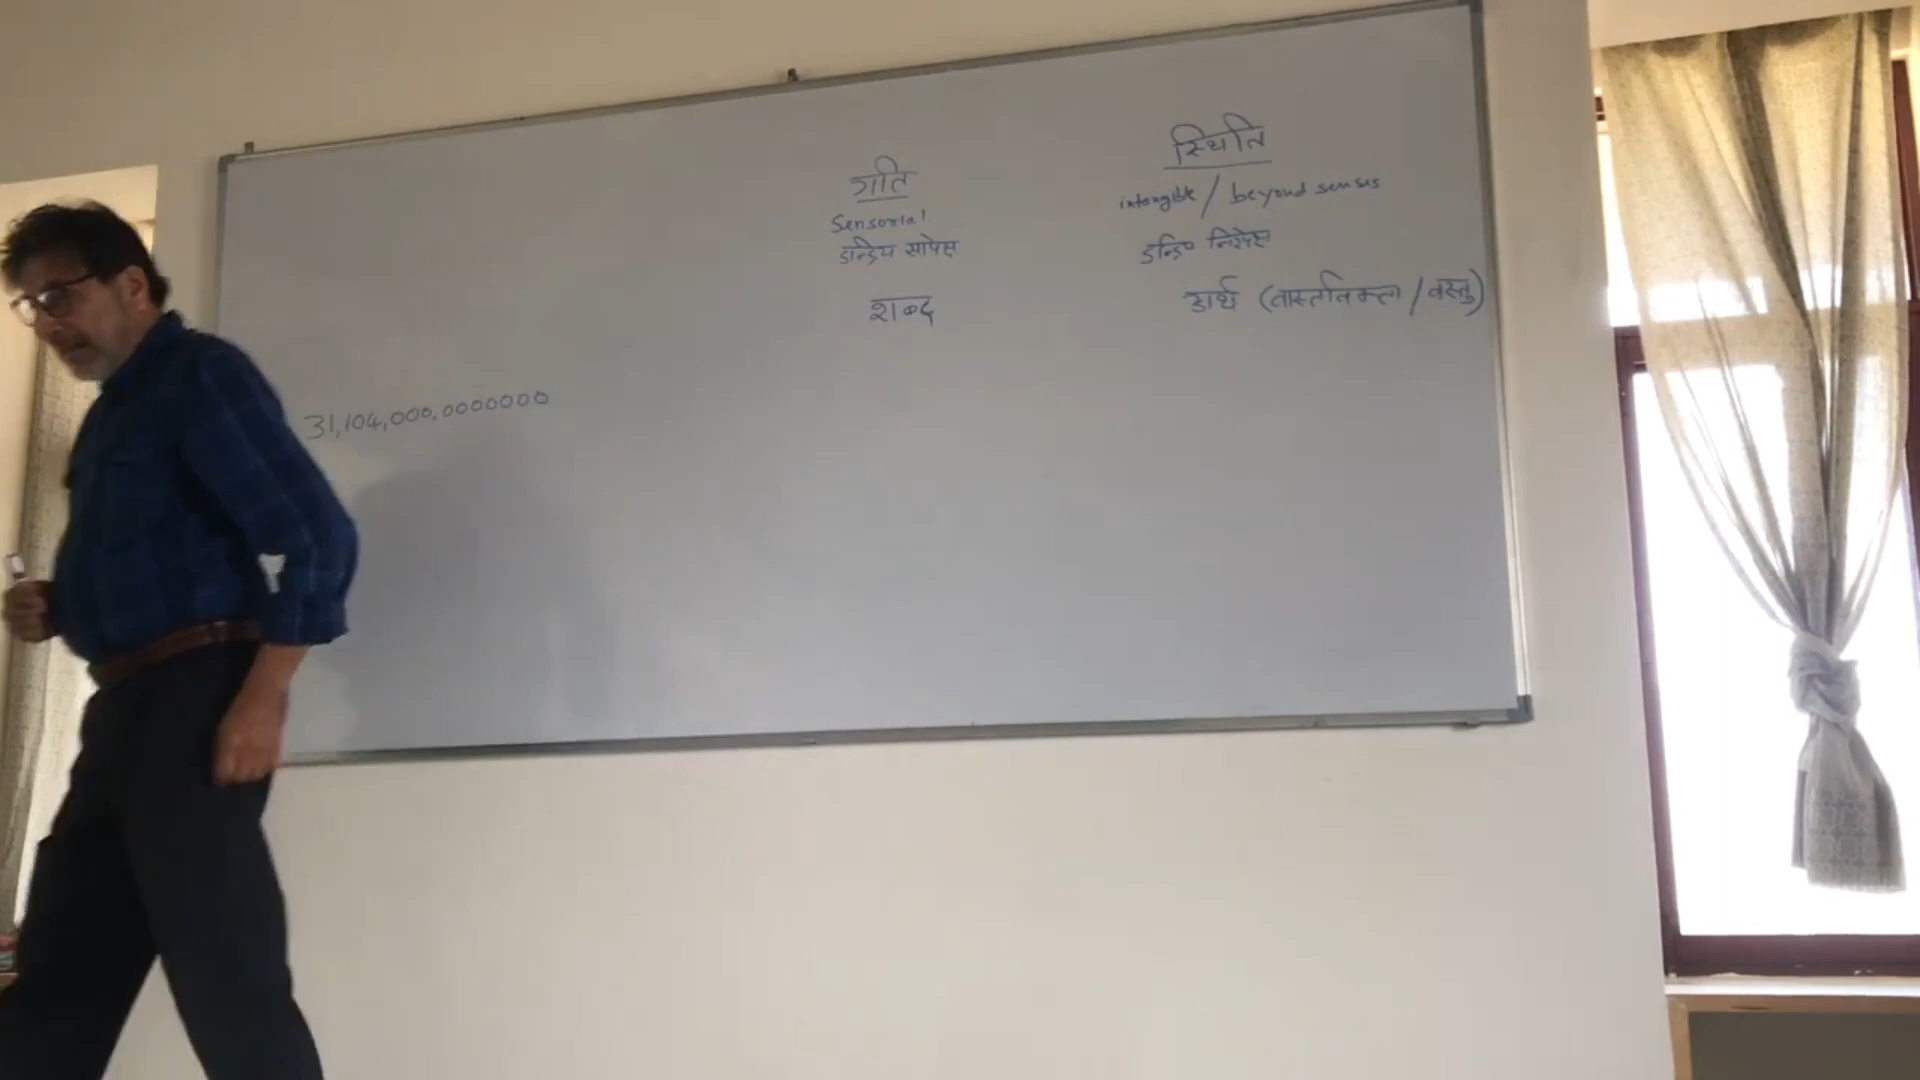 गति
Sensorial
इन्द्रिय सापेक्ष
शब्द
स्थिति
intangible / beyond senses
इन्द्रिय निरपेक्ष
अर्थ (वास्तविकता / वस्तु)
31,104,000,0000000